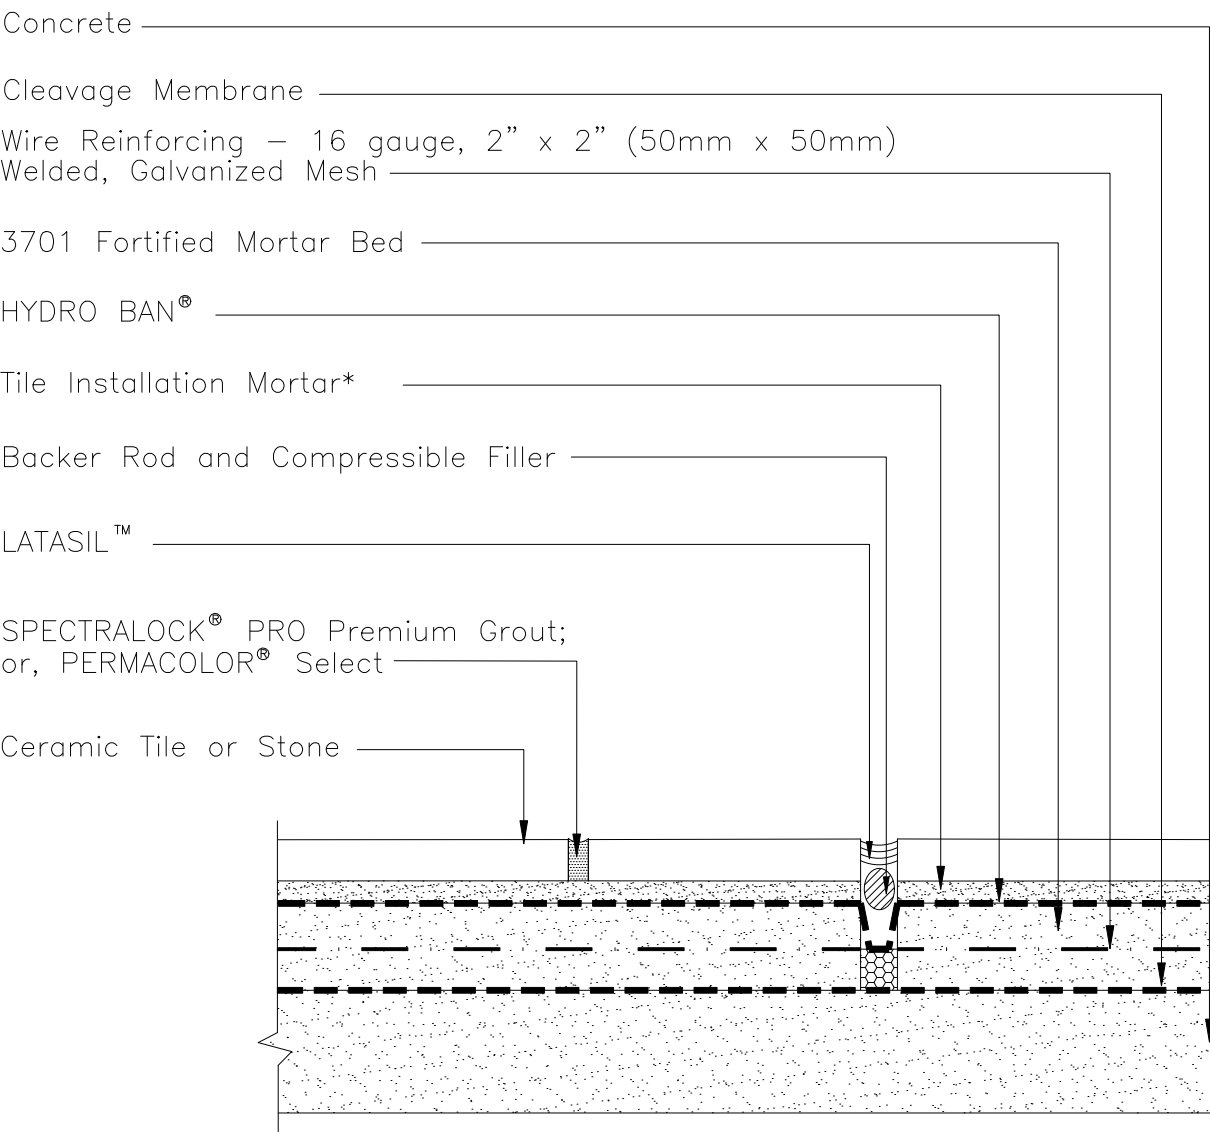 Concrete
Cleavage Membrane
Wire Reinforcing – 16 gauge, 2” x 2” (50mm x 50mm)
Welded, Galvanized Mesh
3701 Fortified Mortar Bed
HYDRO BAN®
Tile Installation Mortar*
Backer Rod and Compressible Filler
LATASIL™
SPECTRALOCK® PRO Premium Grout;
or, PERMACOLOR® Select
Ceramic Tile or Stone